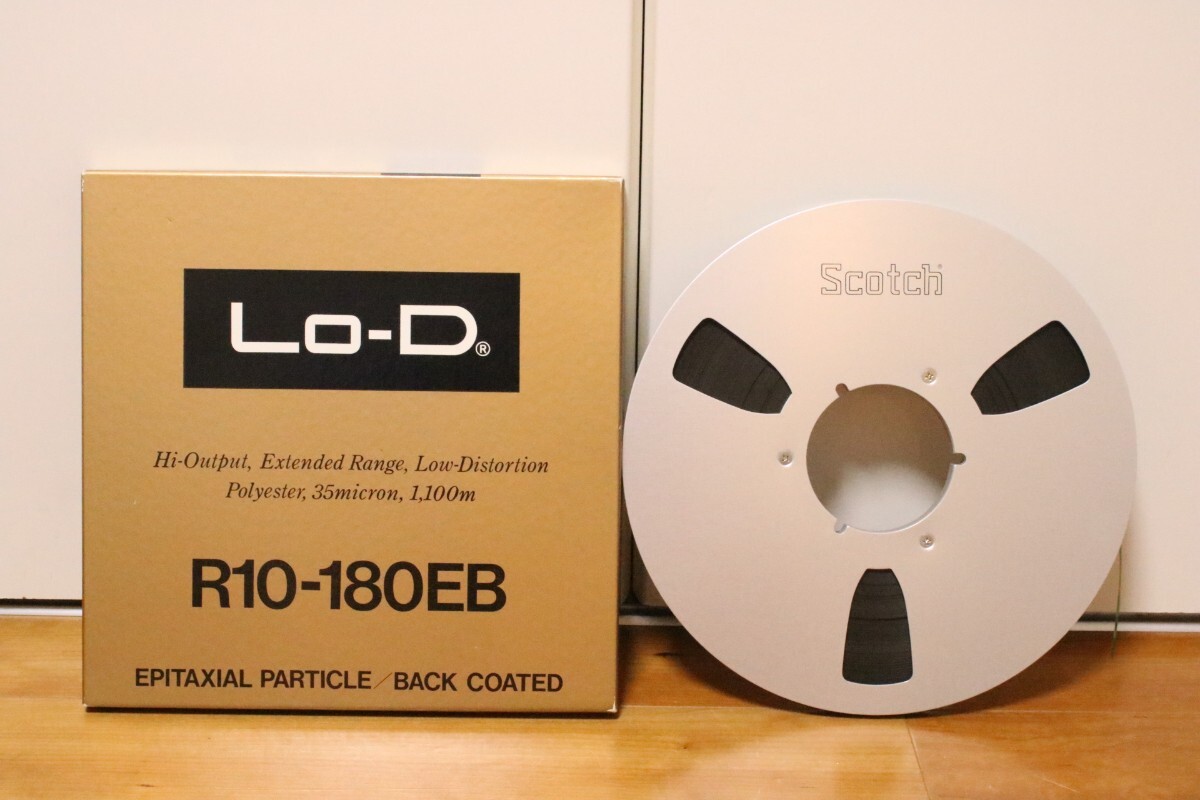 Lo-D®
Hi-Output, Extended Range, Low-Distortion
Polyester, 35micron, 1,100m
R10-180EB
EPITAXIAL PARTICLE/BACK COATED
Scotch®